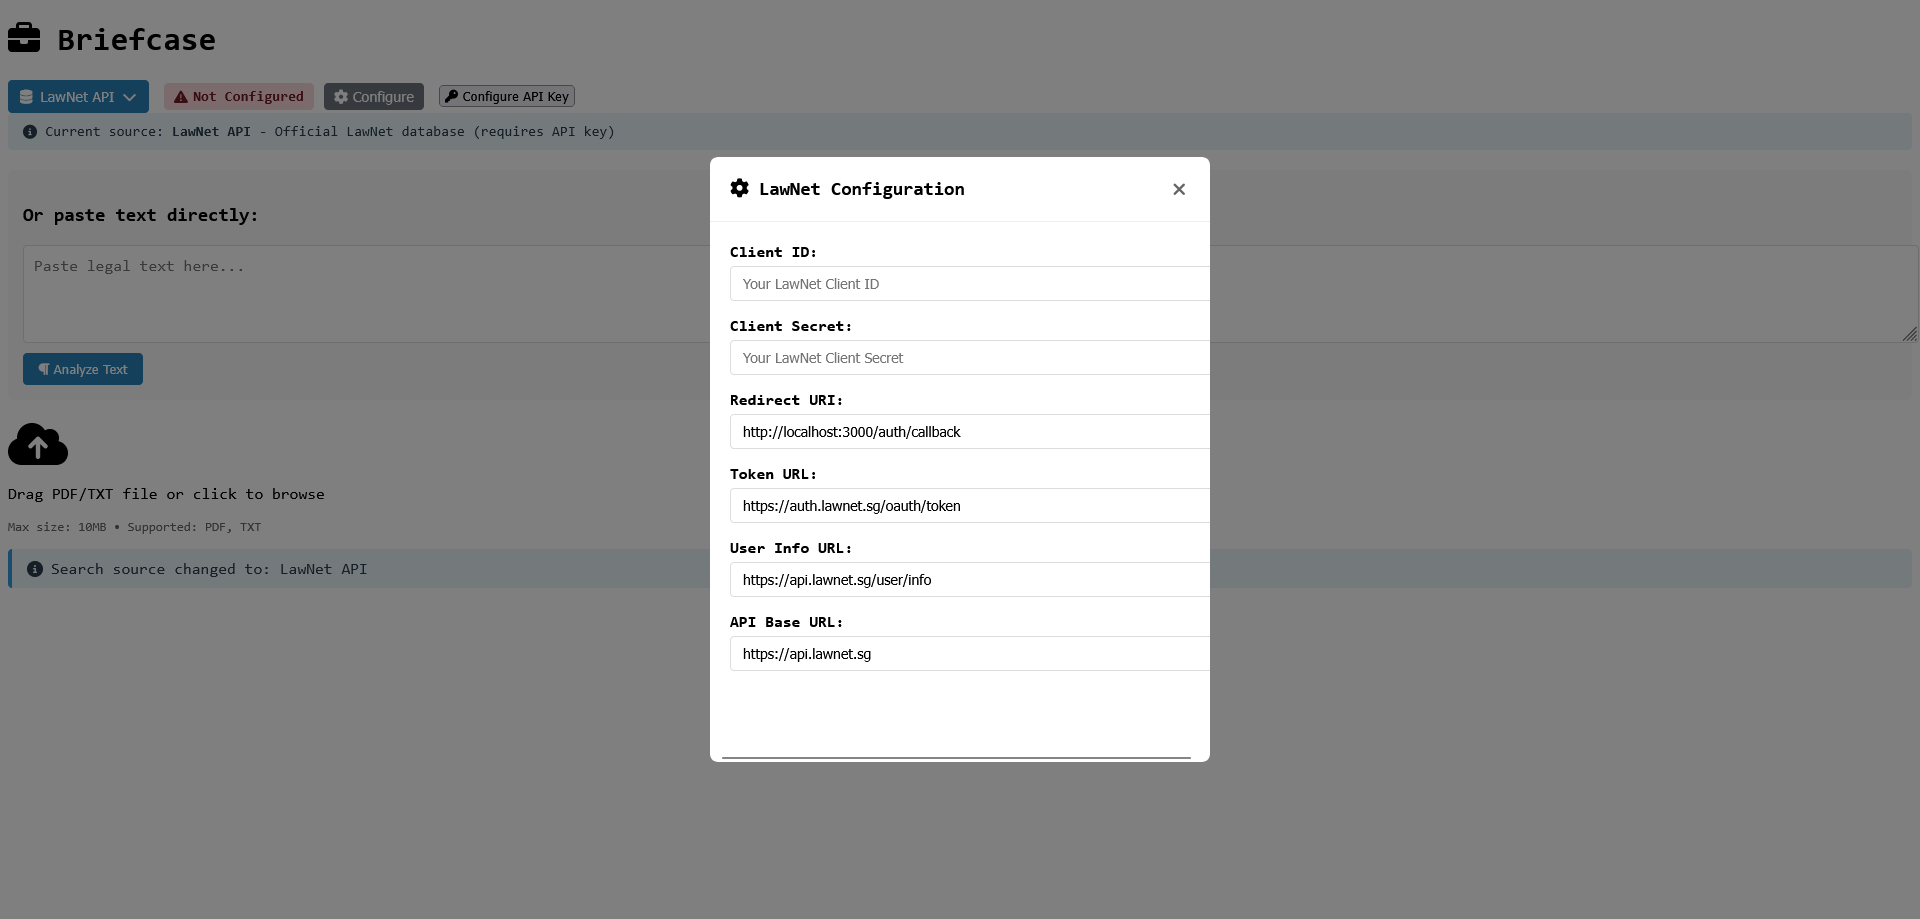 Briefcase
LawNet API
Not Configured
Configure
Configure API Key
Current source: LawNet API - Official LawNet database (requires API key)
Or paste text directly:
Paste legal text here...
Analyze Text
Drag PDF/TXT file or click to browse
Max size: 10MB • Supported: PDF, TXT
Search source changed to: LawNet API
LawNet Configuration
Client ID:
Your LawNet Client ID
Client Secret:
Your LawNet Client Secret
Redirect URI:
http://localhost:3000/auth/callback
Token URL:
https://auth.lawnet.sg/oauth/token
User Info URL:
https://api.lawnet.sg/user/info
API Base URL:
https://api.lawnet.sg